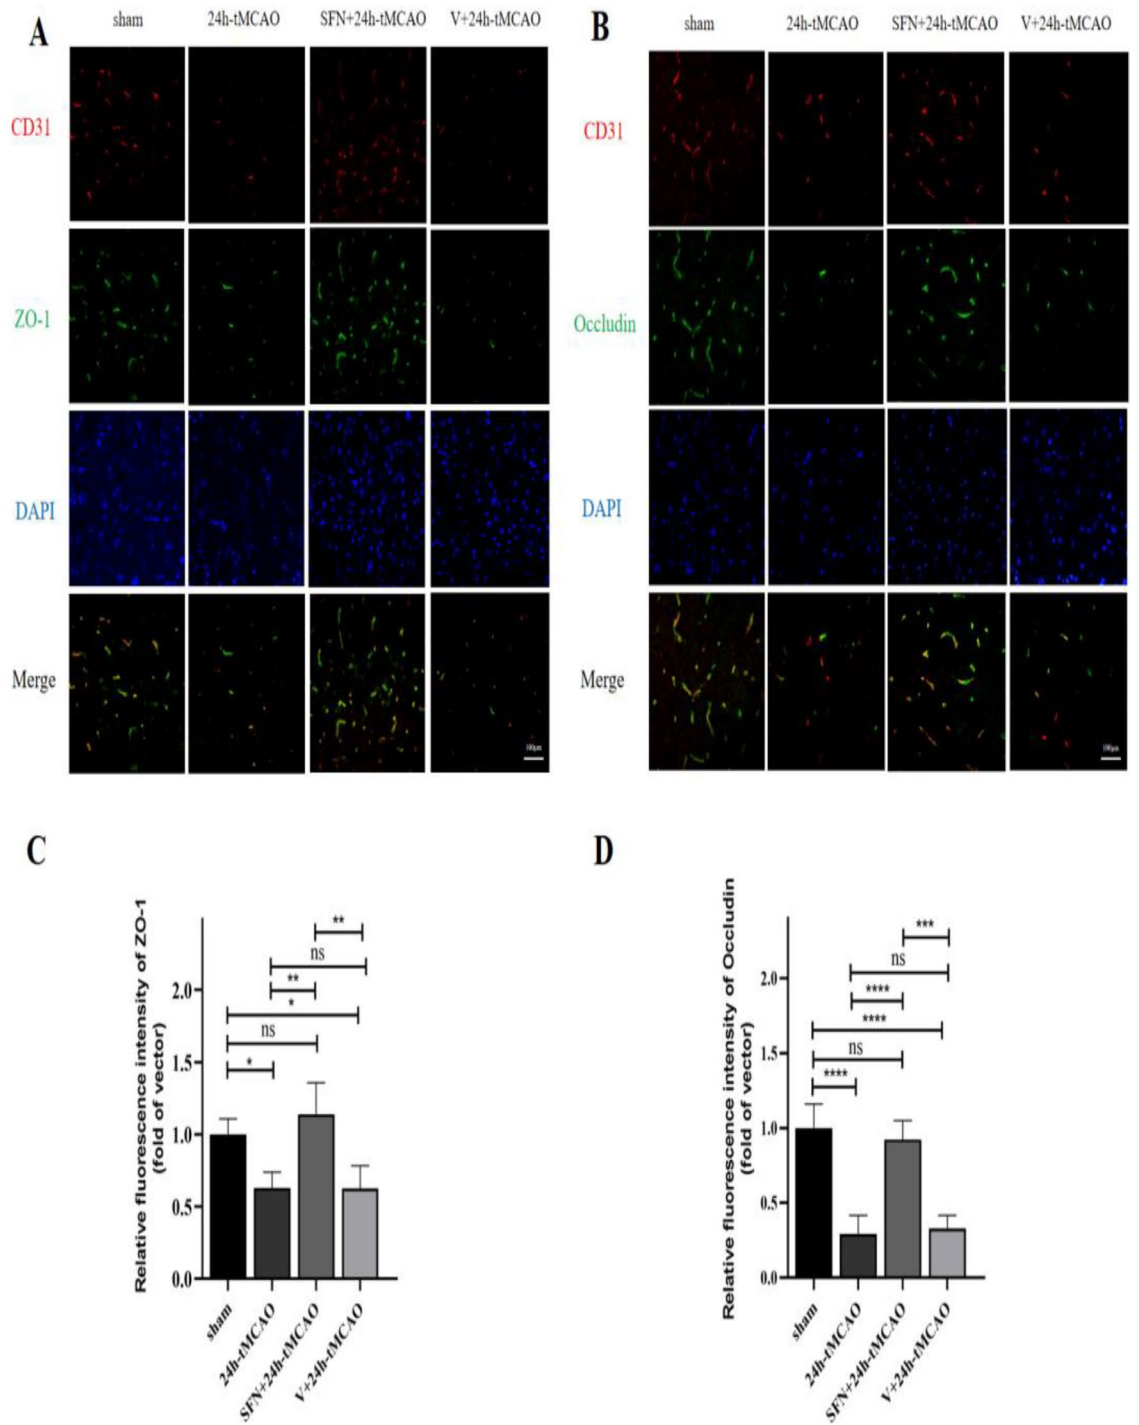 A
sham 24h-tMCAO SFN+24h-tMCAO V+24h-tMCAO
CD31
ZO-1
DAPI
Merge
100μm
B
sham 24h-tMCAO SFN+24h-tMCAO V+24h-tMCAO
CD31
Occludin
DAPI
Merge
100μm
C
Relative fluorescence intensity of ZO-1
(fold of vector)
**
ns
**
*
ns
*
2.0
1.5
1.0
0.5
0.0
sham
24h-tMCAO
SFN+24h-tMCAO
V+24h-tMCAO
D
Relative fluorescence intensity of Occludin
(fold of vector)
***
ns
****
****
ns
****
2.0
1.5
1.0
0.5
0.0
sham
24h-tMCAO
SFN+24h-tMCAO
V+24h-tMCAO